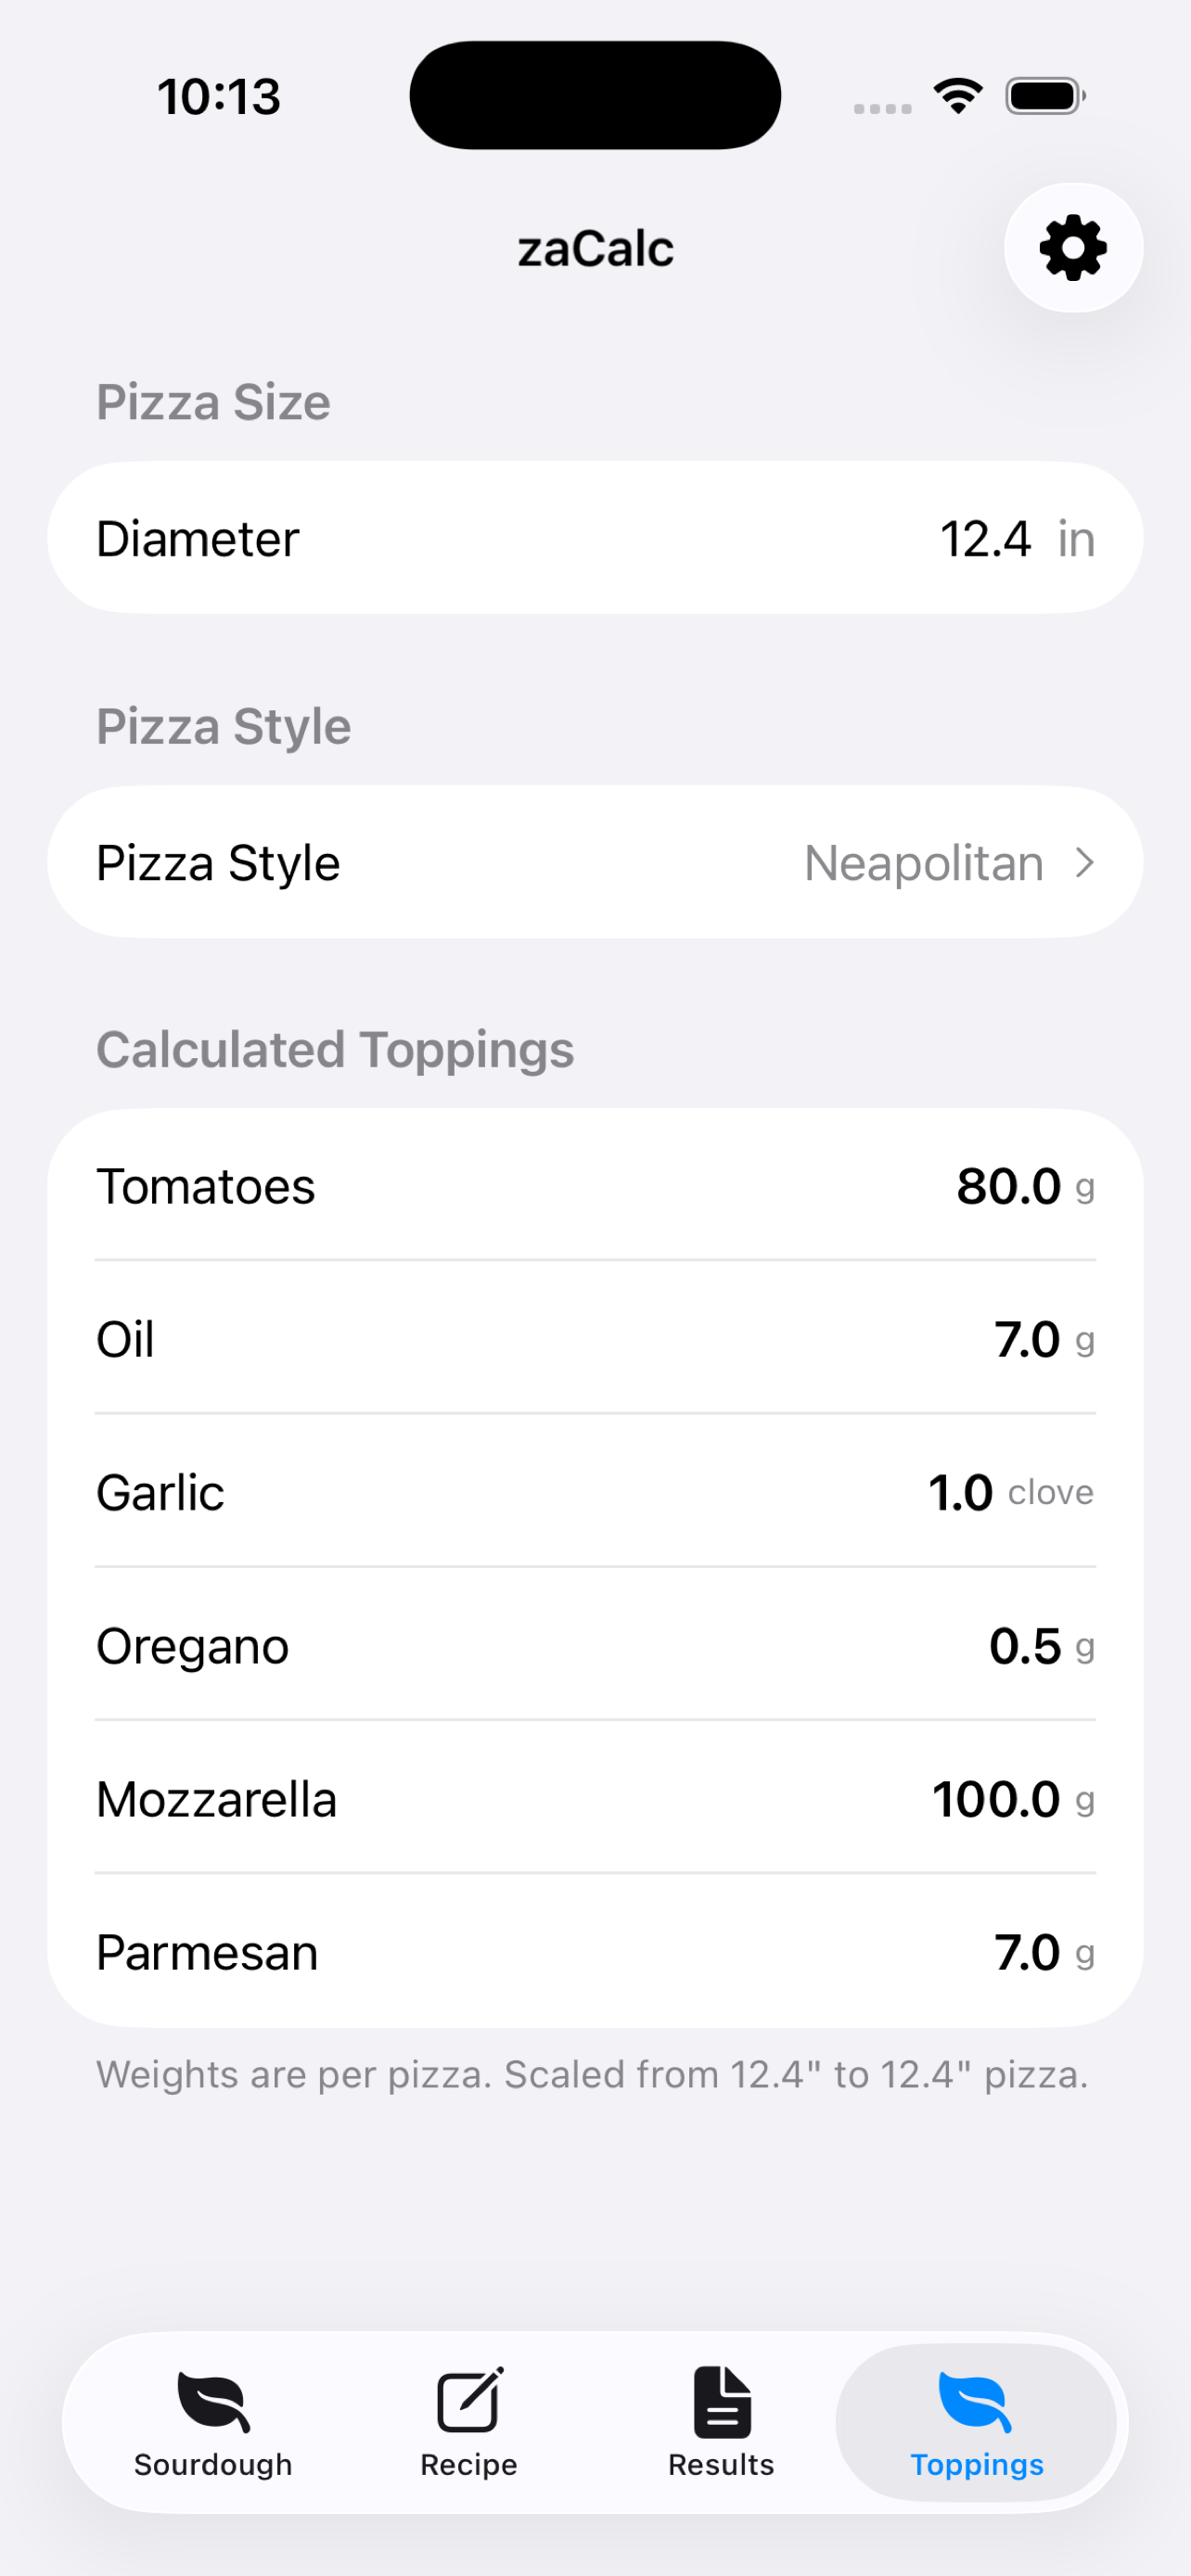 10:13
zaCalc
Pizza Size
Diameter 12.4 in
Pizza Style
Pizza Style Neapolitan
Calculated Toppings
Tomatoes 80.0 g
Oil 7.0 g
Garlic 1.0 clove
Oregano 0.5 g
Mozzarella 100.0 g
Parmesan 7.0 g
Weights are per pizza. Scaled from 12.4" to 12.4" pizza.
Sourdough Recipe Results Toppings